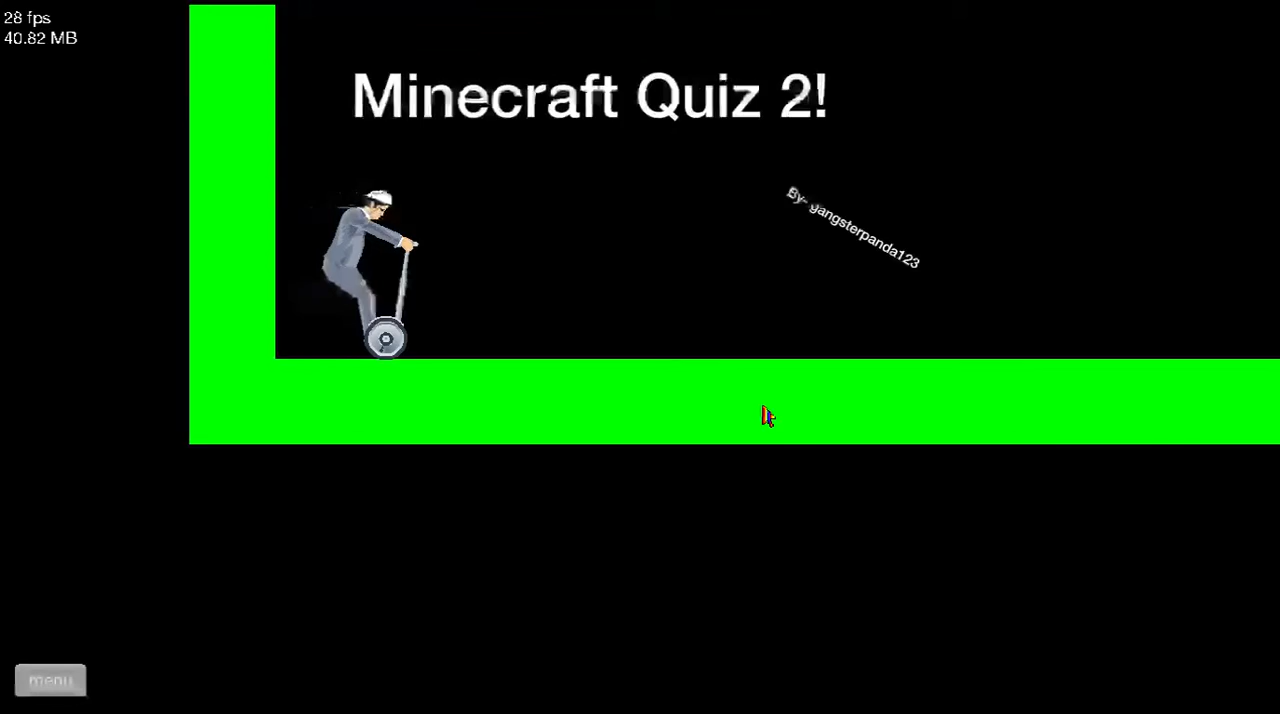 28 fps
40.82 MB
Minecraft Quiz 2!
By- gangsterpanda123
menu